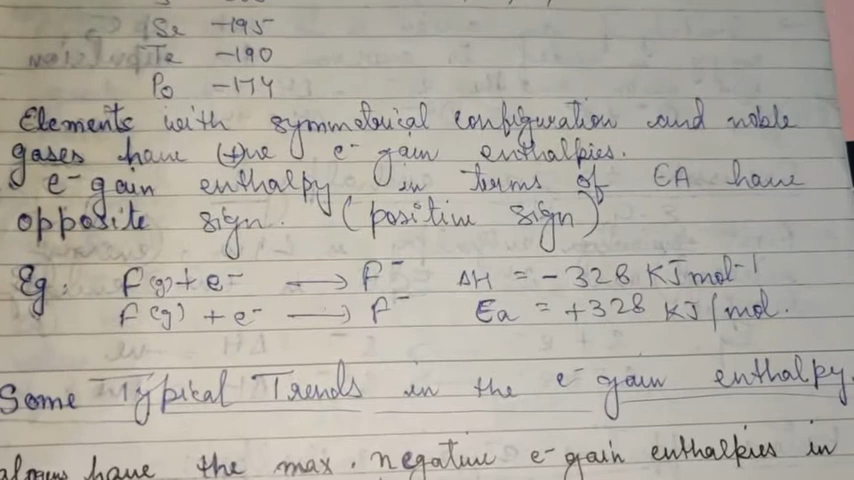 Se -195
Te -190
Po -174
Elements with symmetrical configuration and noble
gases have (+)ve e⁻ gain enthalpies.
e⁻ gain enthalpy in terms of EA have
opposite sign. (positive sign)
Eg: F(g) + e⁻ → F⁻ ΔH = -328 KJ mol⁻¹
F(g) + e⁻ → F⁻ Ea = +328 KJ/mol.
Some Typical Trends in the e⁻ gain enthalpy.
have the max. negative e⁻ gain enthalpies in